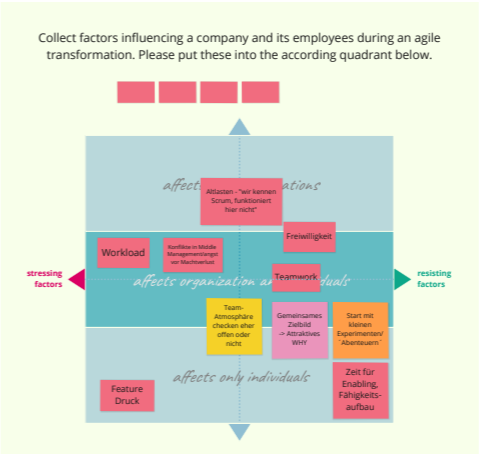 Collect factors influencing a company and its employees during an agile
transformation. Please put these into the according quadrant below.
affects
ations
Altlasten - "wir kennen
Scrum, funktioniert
hier nicht"
Freiwilligkeit
Workload
Konflikte in Middle
Management/angst
vor Machtverlust
stressing
factors
Teamwork
resisting
factors
affects organization an
duals
Team-
Atmosphäre
checken eher
offen oder
nicht
Gemeinsames
Zielbild
-> Attraktives
WHY
Start mit
kleinen
Experimenten/
`Abenteuern´
affects only individuals
Feature
Druck
Zeit für
Enabling,
Fähigkeits-
aufbau